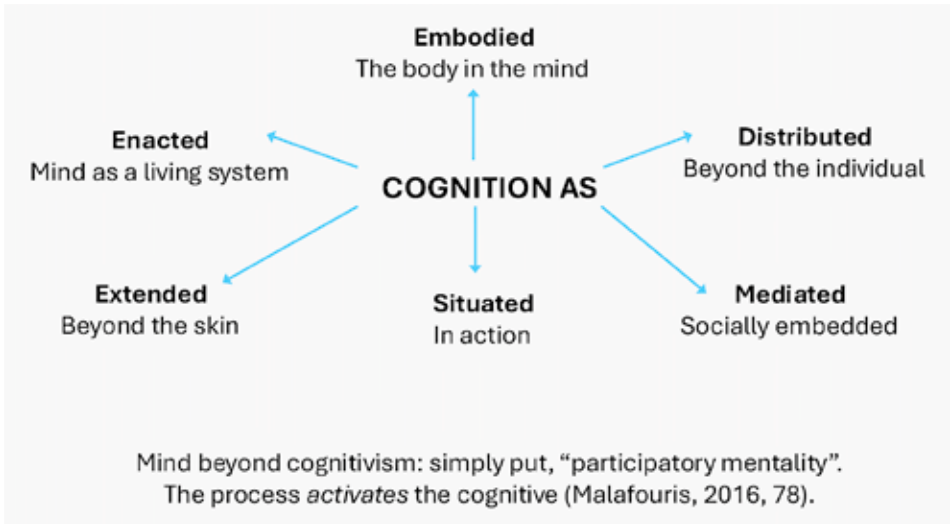 Embodied
The body in the mind
Enacted
Mind as a living system
Distributed
Beyond the individual
COGNITION AS
Extended
Beyond the skin
Situated
In action
Mediated
Socially embedded
Mind beyond cognitivism: simply put, “participatory mentality”.
The process activates the cognitive (Malafouris, 2016, 78).